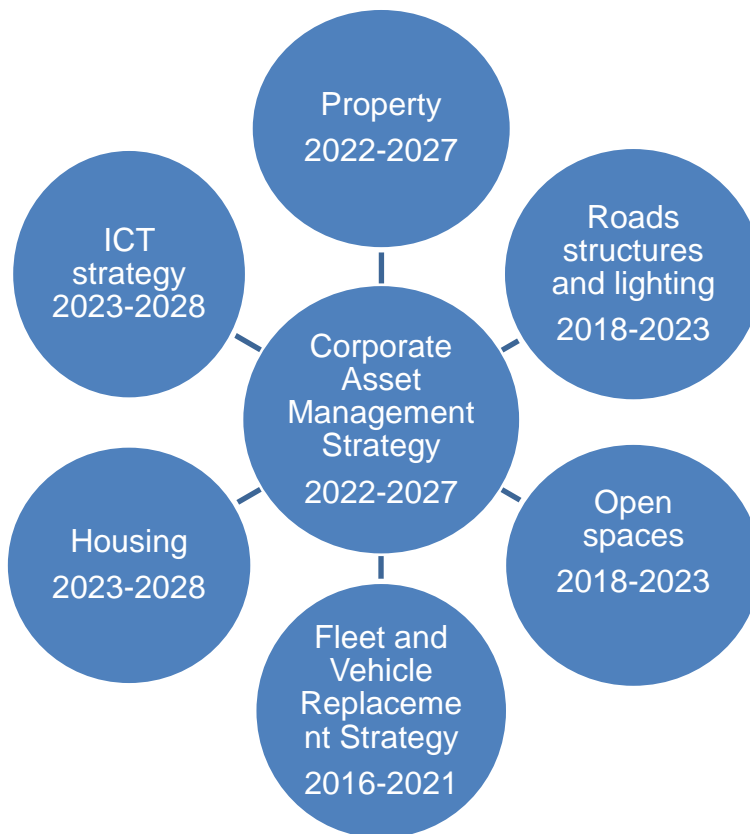 Property
2022-2027
ICT
strategy
2023-2028
Roads
structures
and lighting
2018-2023
Corporate
Asset
Management
Strategy
2022-2027
Housing
2023-2028
Open
spaces
2018-2023
Fleet and
Vehicle
Replaceme
nt Strategy
2016-2021